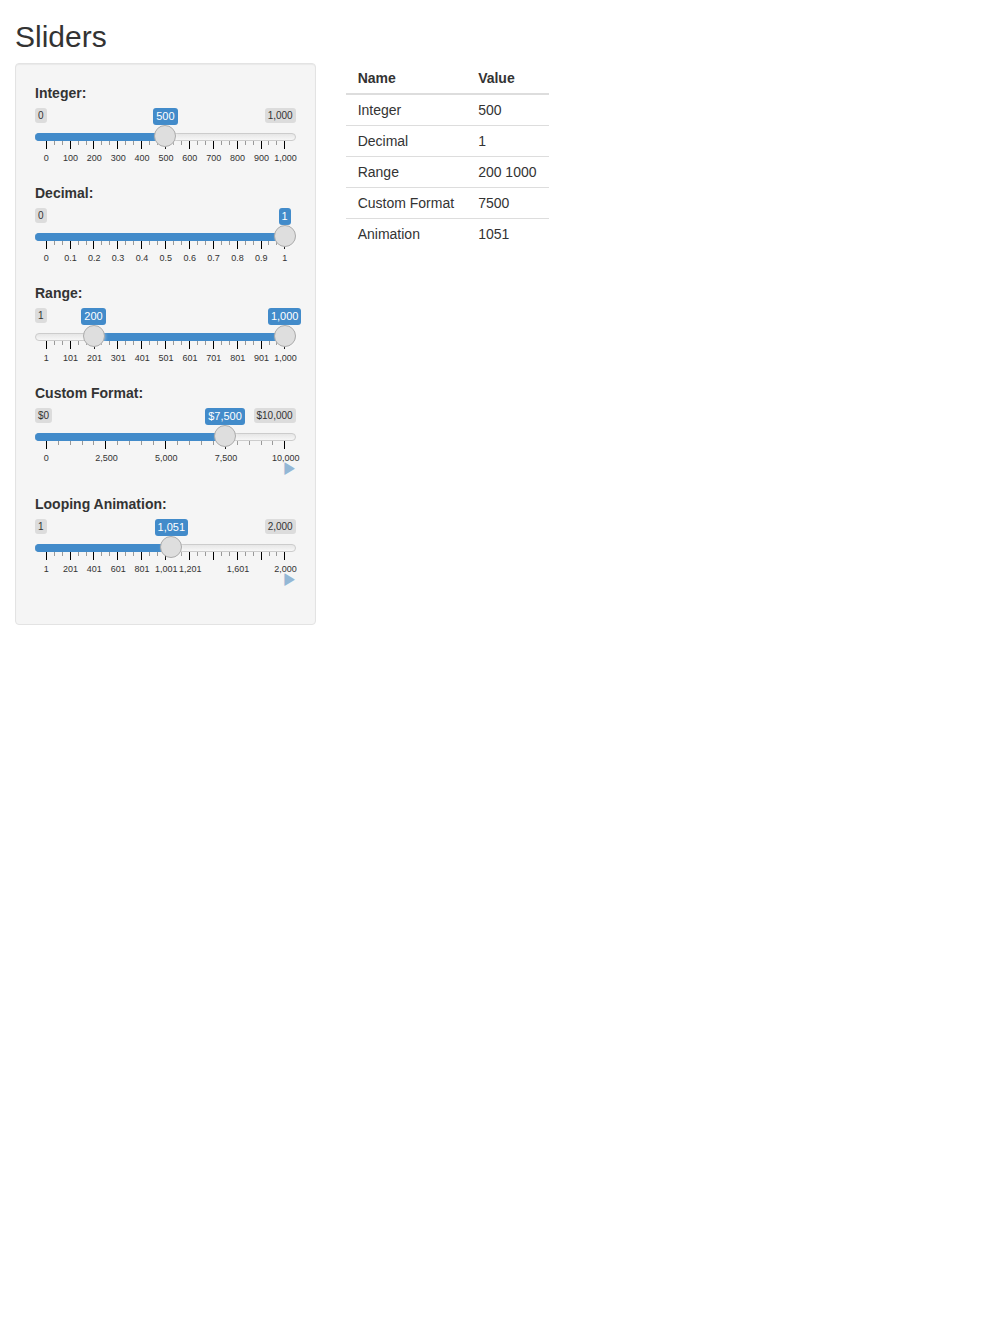 Sliders
Integer:
0 500 1,000
0 100 200 300 400 500 600 700 800 900 1,000
Decimal:
0 1
0 0.1 0.2 0.3 0.4 0.5 0.6 0.7 0.8 0.9 1
Range:
1 200 1,000
1 101 201 301 401 501 601 701 801 901 1,000
Custom Format:
$0 $7,500 $10,000
0 2,500 5,000 7,500 10,000
Looping Animation:
1 1,051 2,000
1 201 401 601 801 1,001 1,201 1,601 2,000
Name Value
Integer 500
Decimal 1
Range 200 1000
Custom Format 7500
Animation 1051